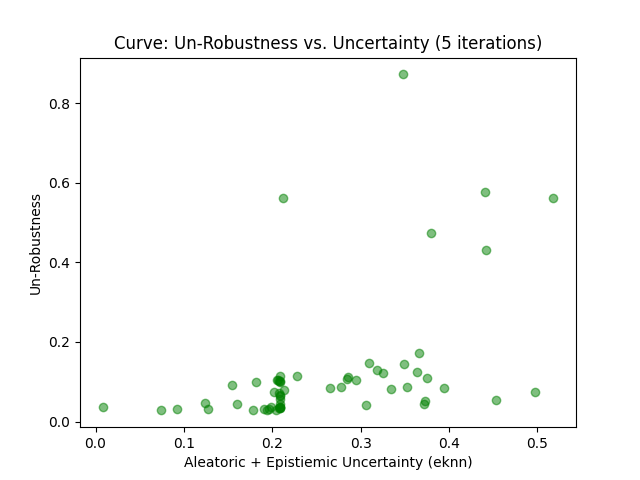 Curve: Un-Robustness vs. Uncertainty (5 iterations)
Un-Robustness
0.8
0.6
0.4
0.2
0.0
0.0 0.1 0.2 0.3 0.4 0.5
Aleatoric + Epistiemic Uncertainty (eknn)